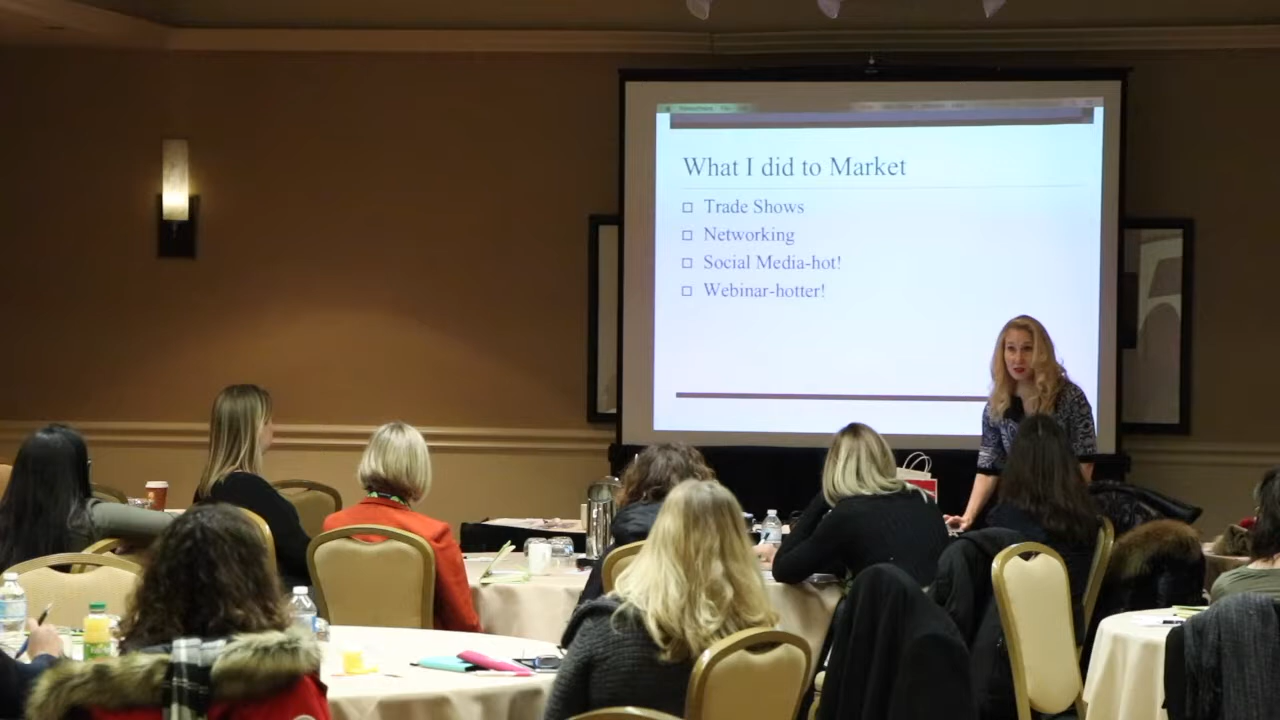 What I did to Market
Trade Shows
Networking
Social Media-hot!
Webinar-hotter!